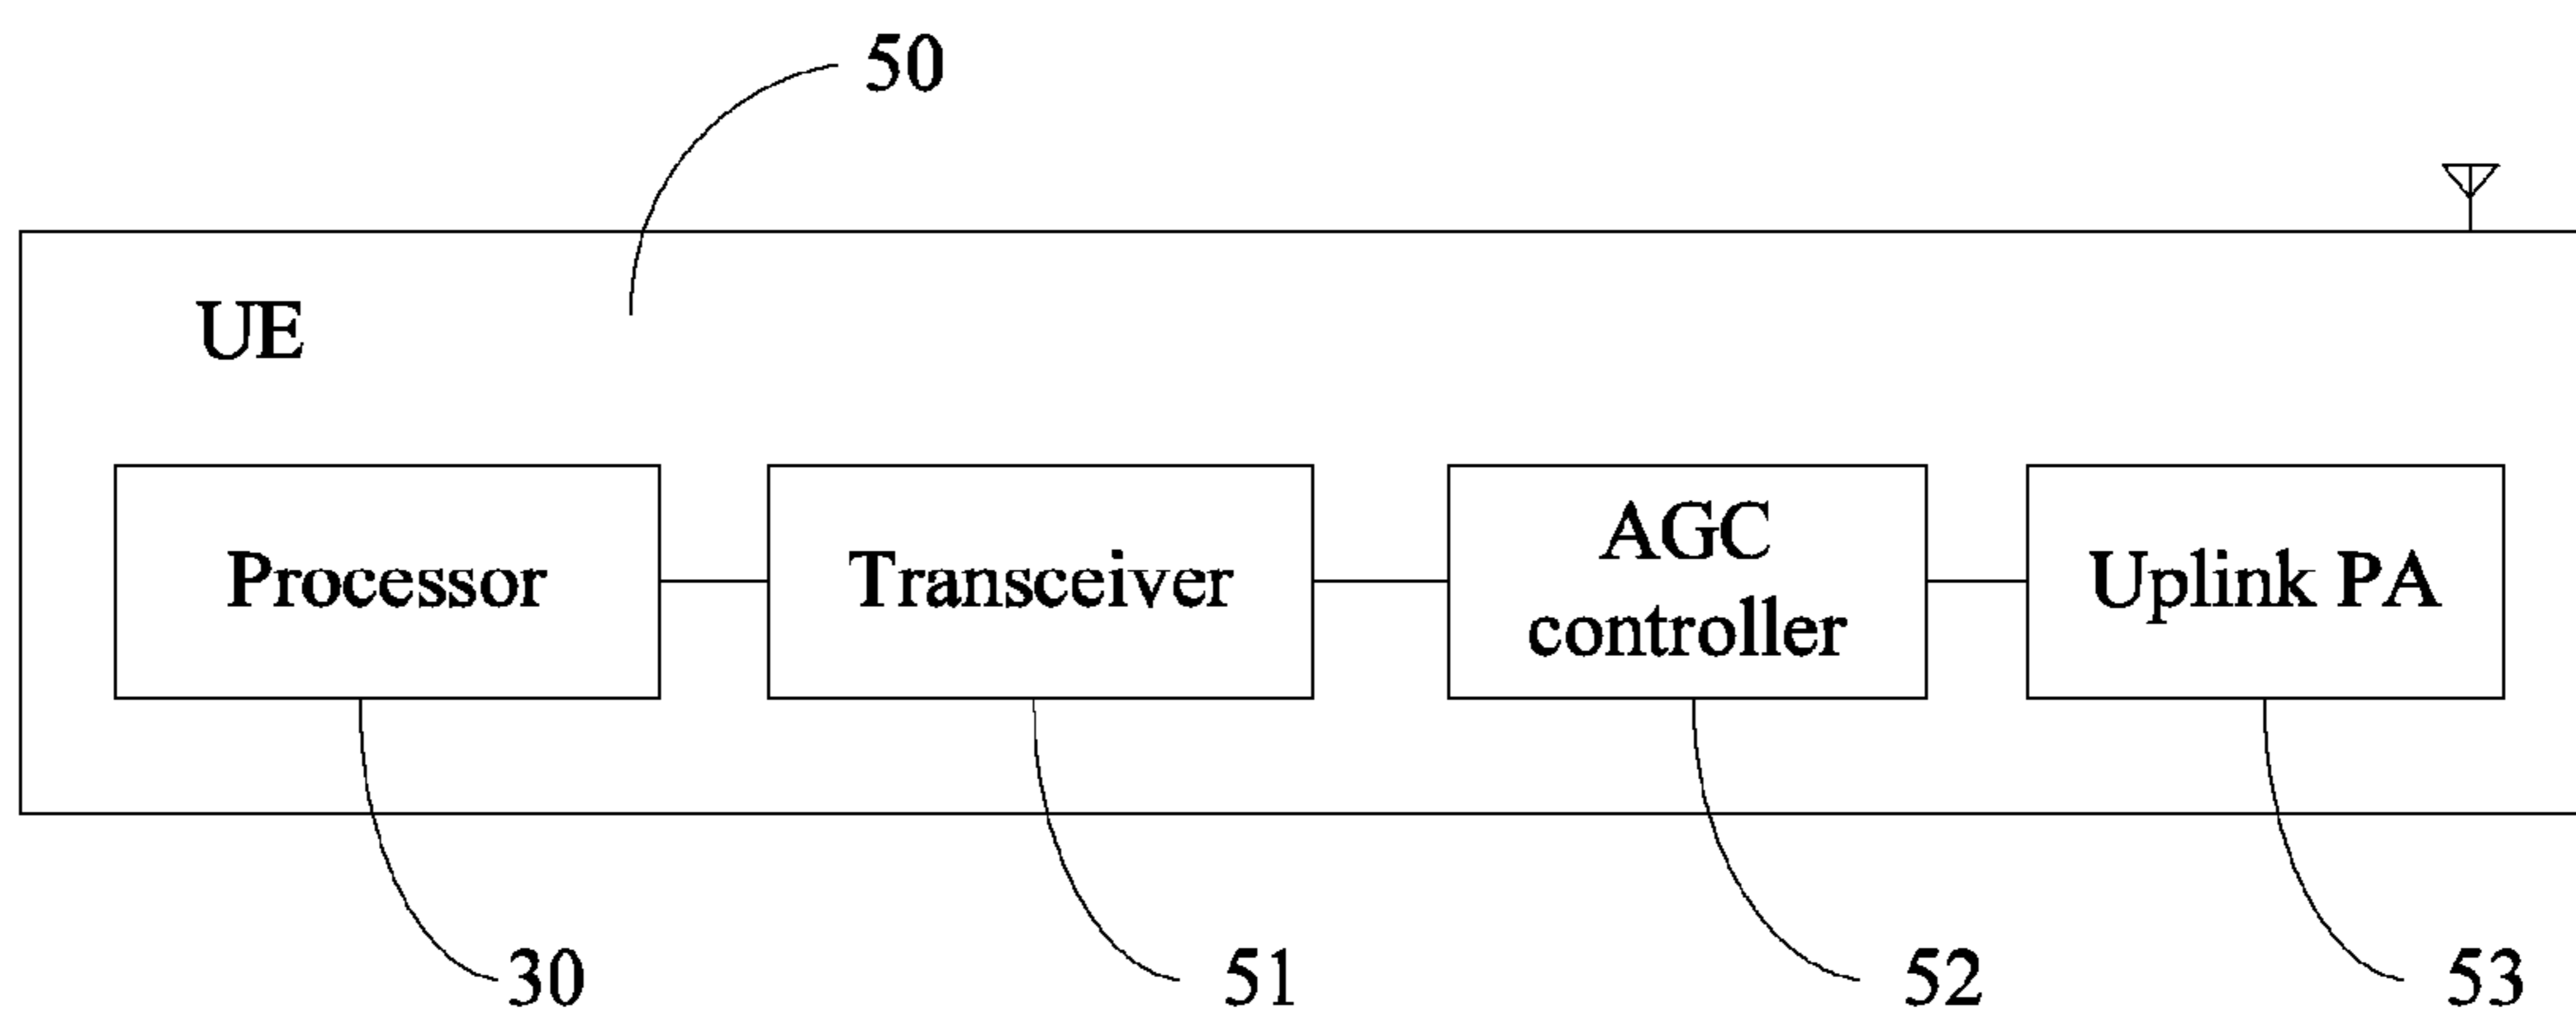 50
UE
Processor
Transceiver
AGC
controller
Uplink PA
30
51
52
53